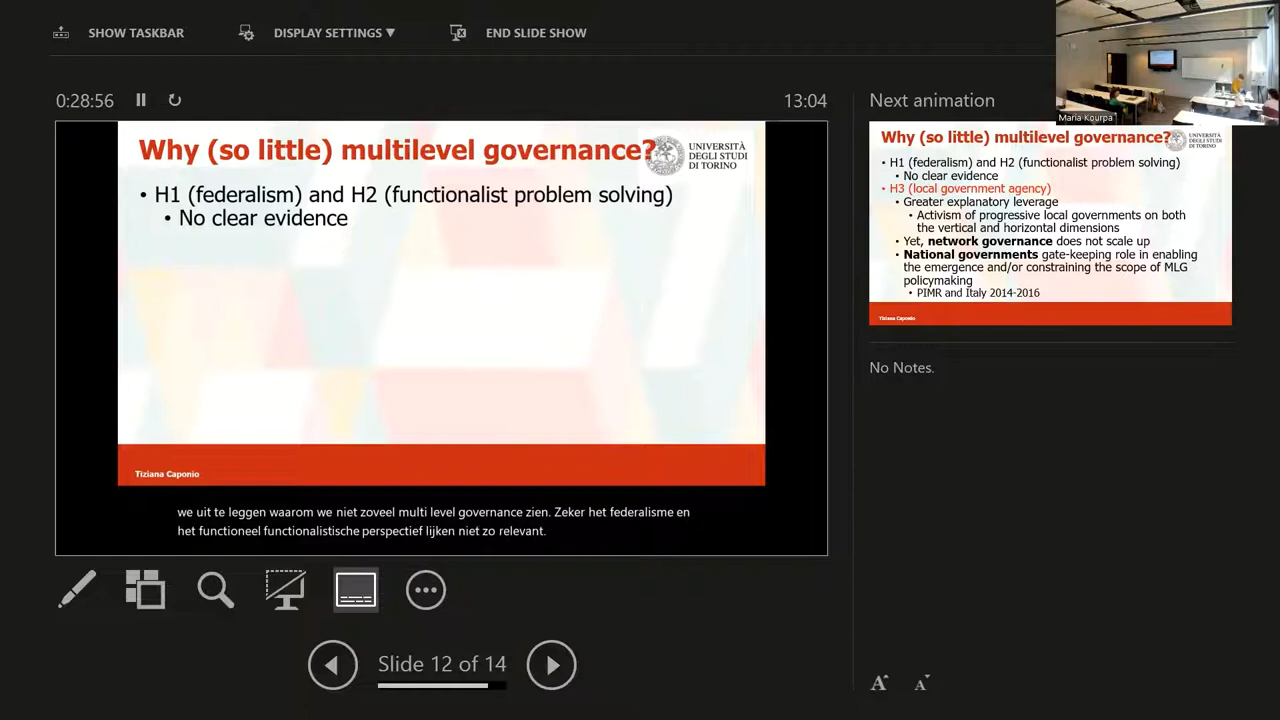 SHOW TASKBAR
DISPLAY SETTINGS ▼
END SLIDE SHOW
Maria Kourpa
0:28:56
13:04
Next animation
Why (so little) multilevel governance?
UNIVERSITÀ
DEGLI STUDI
DI TORINO
• H1 (federalism) and H2 (functionalist problem solving)
• No clear evidence
Tiziana Caponio
we uit te leggen waarom we niet zoveel multi level governance zien. Zeker het federalisme en
het functioneel functionalistische perspectief lijken niet zo relevant.
Slide 12 of 14
Why (so little) multilevel governance?
UNIVERSITÀ
DEGLI STUDI
DI TORINO
• H1 (federalism) and H2 (functionalist problem solving)
• No clear evidence
• H3 (local government agency)
• Greater explanatory leverage
• Activism of progressive local governments on both
the vertical and horizontal dimensions
• Yet, network governance does not scale up
• National governments gate-keeping role in enabling
the emergence and/or constraining the scope of MLG
policymaking
• PIMR and Italy 2014-2016
Tiziana Caponio
No Notes.
A A